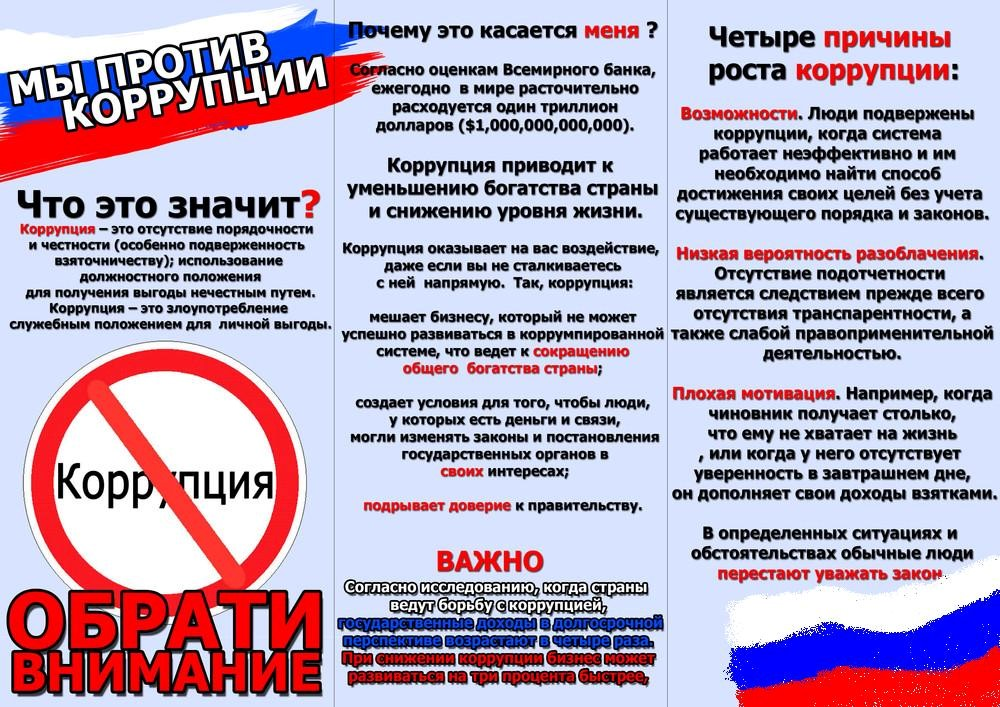 МЫ ПРОТИВ
КОРРУПЦИИ
Что это значит?
Коррупция – это отсутствие порядочности
и честности (особенно подверженность
взяточничеству); использование
должностного положения
для получения выгоды нечестным путем.
Коррупция – это злоупотребление
служебным положением для личной выгоды.
Коррупция
ОБРАТИ
ВНИМАНИЕ
Почему это касается меня ?
Согласно оценкам Всемирного банка,
ежегодно в мире расточительно
расходуется один триллион
долларов ($1,000,000,000,000).
Коррупция приводит к
уменьшению богатства страны
и снижению уровня жизни.
Коррупция оказывает на вас воздействие,
даже если вы не сталкиваетесь
с ней напрямую. Так, коррупция:
мешает бизнесу, который не может
успешно развиваться в коррумпированной
системе, что ведет к сокращению
общего богатства страны;
создает условия для того, чтобы люди,
у которых есть деньги и связи,
могли изменять законы и постановления
государственных органов в
своих интересах;
подрывает доверие к правительству.
ВАЖНО
Согласно исследованию, когда страны
ведут борьбу с коррупцией,
государственные доходы в долгосрочной
перспективе возрастают в четыре раза.
При снижении коррупции бизнес может
развиваться на три процента быстрее,
Четыре причины
роста коррупции:
Возможности. Люди подвержены
коррупции, когда система
работает неэффективно и им
необходимо найти способ
достижения своих целей без учета
существующего порядка и законов.
Низкая вероятность разоблачения.
Отсутствие подотчетности
является следствием прежде всего
отсутствия транспарентности, а
также слабой правоприменительной
деятельностью.
Плохая мотивация. Например, когда
чиновник получает столько,
что ему не хватает на жизнь
, или когда у него отсутствует
уверенность в завтрашнем дне,
он дополняет свои доходы взятками.
В определенных ситуациях и
обстоятельствах обычные люди
перестают уважать закон